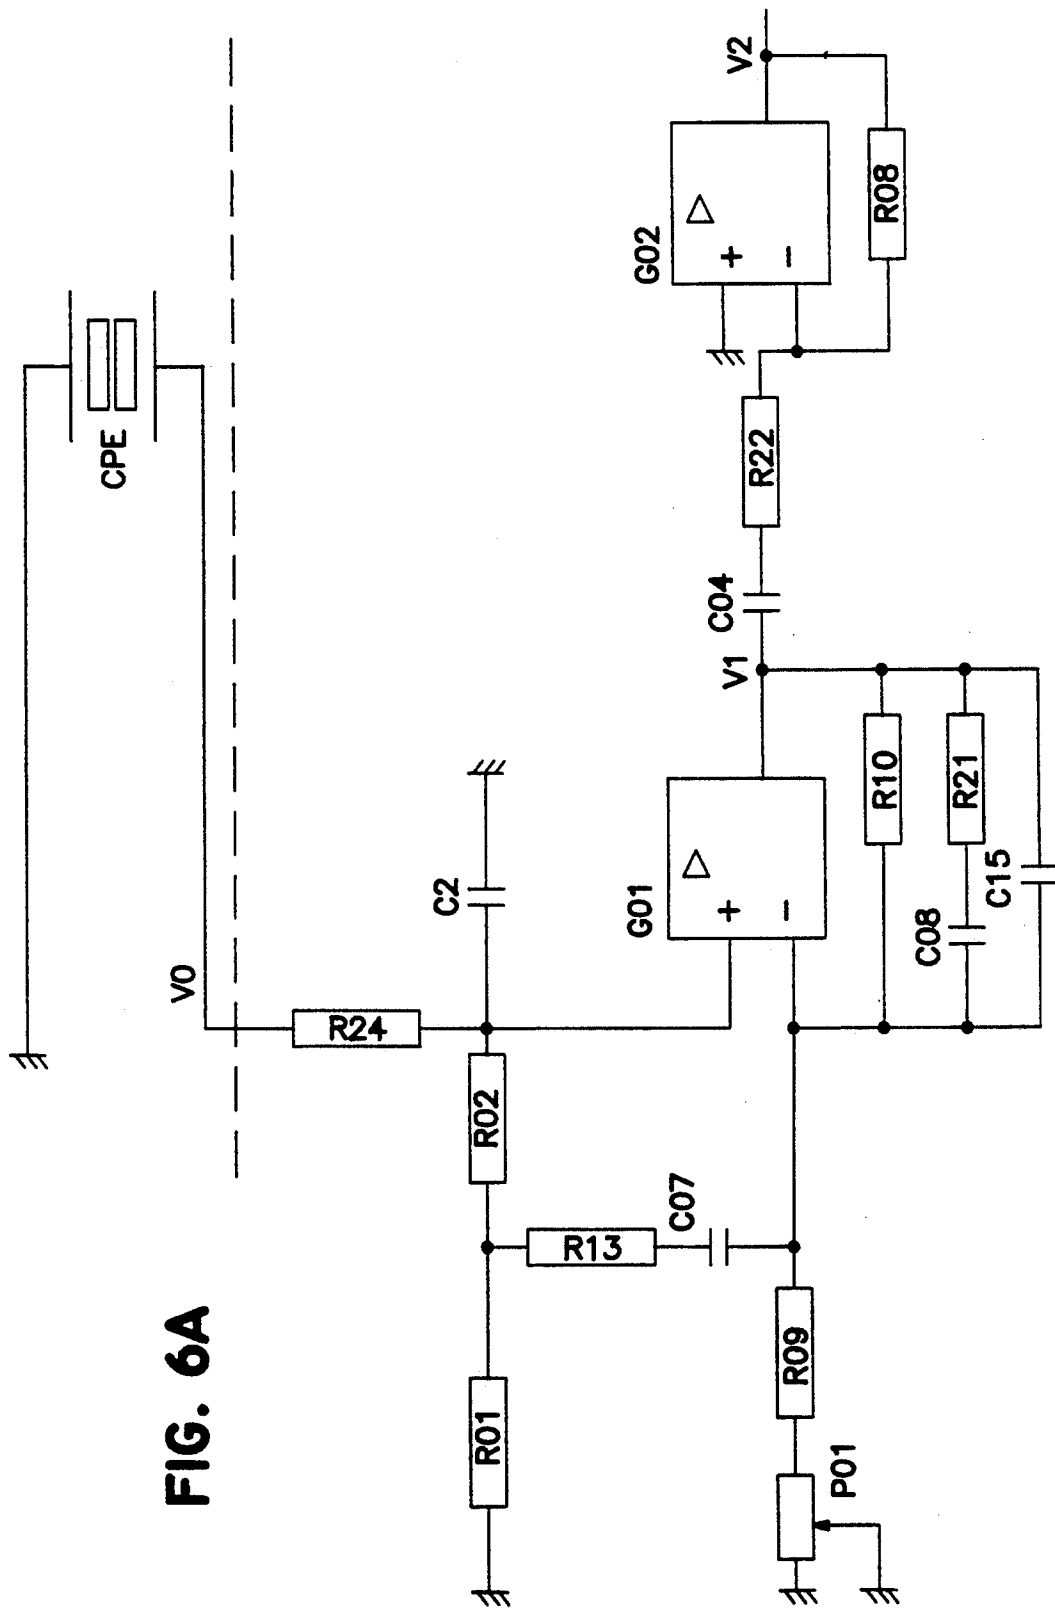 FIG. 6A
CPE
V0
R24
C2
R02
R01
R13
C07
R09
P01
G01
+
−
V1
R10
R21
C08
C15
C04
R22
G02
+
−
V2
R08